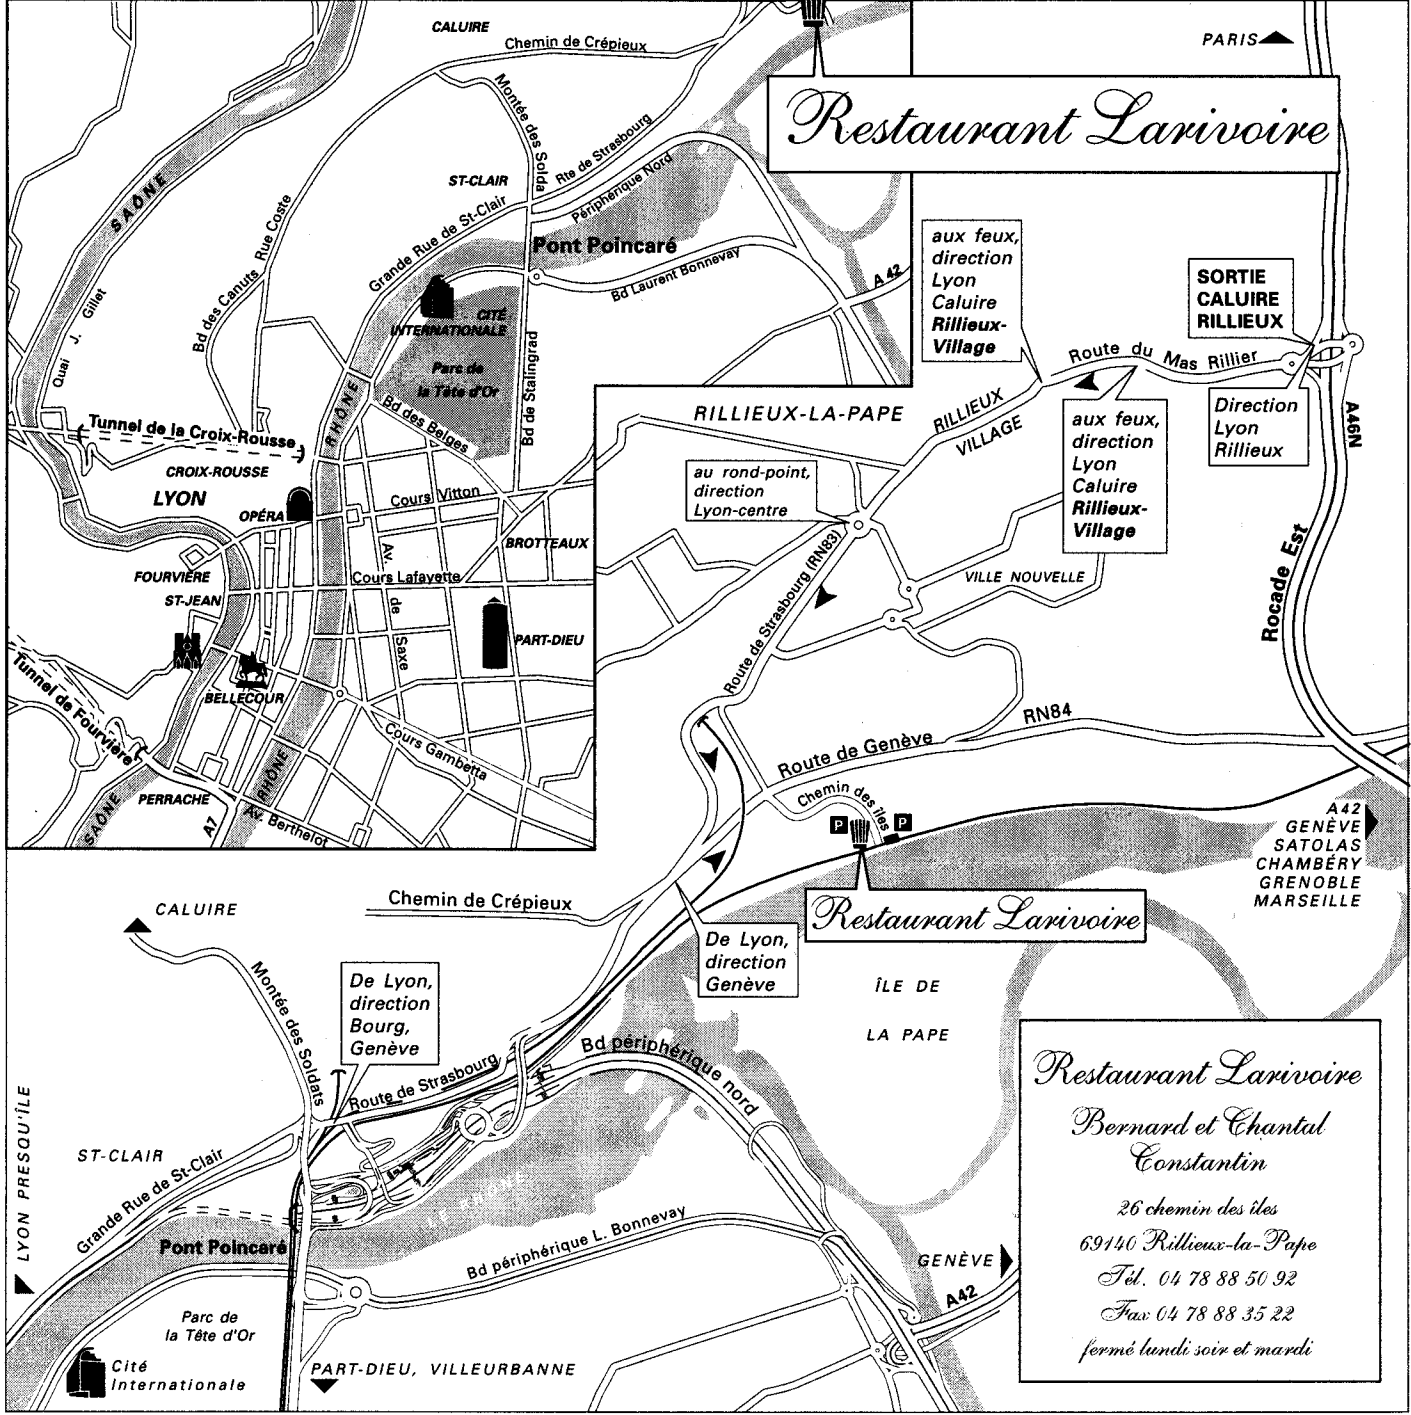 CALUIRE
Chemin de Crépieux
PARIS
Restaurant Larivoire
Montée des Solda
Rte de Strasbourg
Périphérique Nord
ST-CLAIR
Grande Rue de St-Clair
Pont Poincaré
Bd Laurent Bonnevay
A 42
SAÔNE
Rue Coste
Bd des Canuts
Quai J. Gillet
CITÉ
INTERNATIONALE
Parc de
la Tête d'Or
Bd de Stalingrad
Bd des Belges
RHÔNE
Tunnel de la Croix-Rousse
CROIX-ROUSSE
LYON
OPÉRA
Cours Vitton
BROTTEAUX
Av. de Saxe
Cours Lafayette
FOURVIÈRE
ST-JEAN
PART-DIEU
BELLECOUR
Tunnel de Fourvière
Cours Gambetta
PERRACHE
RHÔNE
SAÔNE
A7
Av. Berthelot
aux feux,
direction
Lyon
Caluire
Rillieux-
Village
SORTIE
CALUIRE
RILLIEUX
Route du Mas Rillier
Direction
Lyon
Rillieux
A46N
RILLIEUX-LA-PAPE
RILLIEUX
VILLAGE
aux feux,
direction
Lyon
Caluire
Rillieux-
Village
au rond-point,
direction
Lyon-centre
VILLE NOUVELLE
Rocade Est
Route de Strasbourg (RN83)
RN84
Route de Genève
Chemin des îles
P
P
A42
GENÈVE
SATOLAS
CHAMBÉRY
GRENOBLE
MARSEILLE
Chemin de Crépieux
CALUIRE
Restaurant Larivoire
De Lyon,
direction
Genève
ÎLE DE
LA PAPE
De Lyon,
direction
Bourg,
Genève
Montée des Soldats
Route de Strasbourg
Bd périphérique nord
LYON PRESQU'ÎLE
ST-CLAIR
Grande Rue de St-Clair
LE RHÔNE
Pont Poincaré
Bd périphérique L. Bonnevay
GENÈVE
A42
Parc de
la Tête d'Or
Cité
Internationale
PART-DIEU, VILLEURBANNE
Restaurant Larivoire
Bernard et Chantal
Constantin
26 chemin des îles
69140 Rillieux-la-Pape
Tél. 04 78 88 50 92
Fax 04 78 88 35 22
fermé lundi soir et mardi